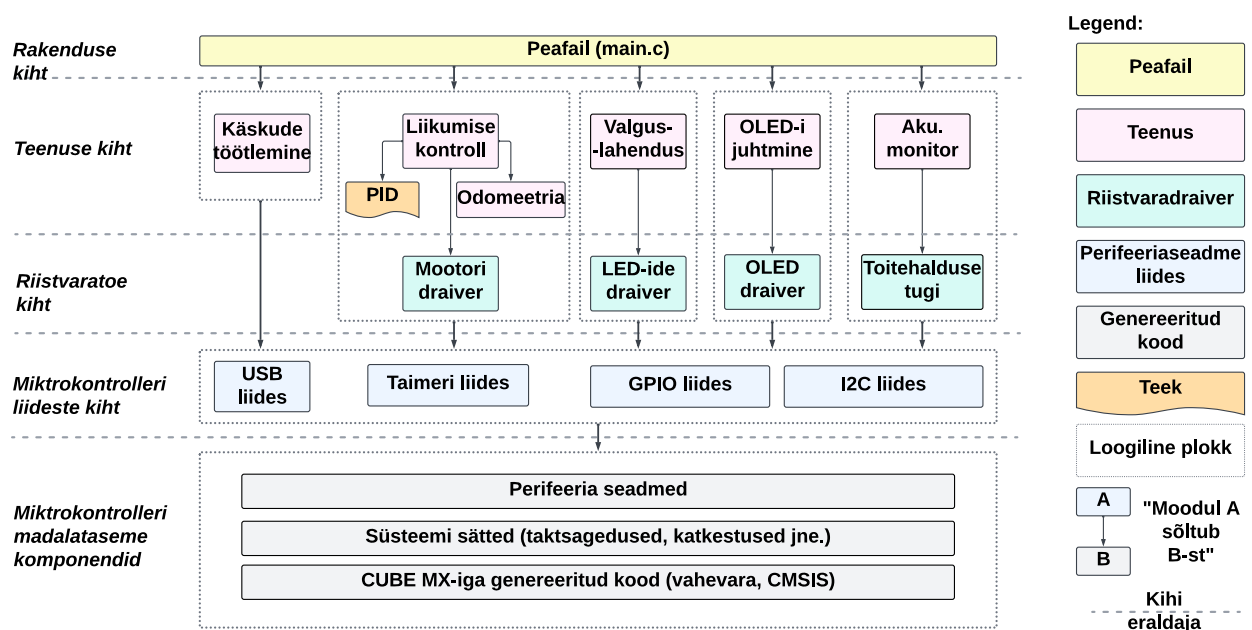 Rakenduse
kiht
Peafail (main.c)
Teenuse kiht
Käskude
töötlemine
Liikumise
kontroll
PID
Odomeetria
Valgus-
-lahendus
OLED-i
juhtmine
Aku.
monitor
Riistvaratoe
kiht
Mootori
draiver
LED-ide
draiver
OLED
draiver
Toitehalduse
tugi
Miktrokontrolleri
liideste kiht
USB
liides
Taimeri liides
GPIO liides
I2C liides
Miktrokontrolleri
madalataseme
komponendid
Perifeeria seadmed
Süsteemi sätted (taktsagedused, katkestused jne.)
CUBE MX-iga genereeritud kood (vahevara, CMSIS)
Legend:
Peafail
Teenus
Riistvaradraiver
Perifeeriaseadme
liides
Genereeritud
kood
Teek
Loogiline plokk
A
B
"Moodul A
sõltub
B-st"
Kihi
eraldaja